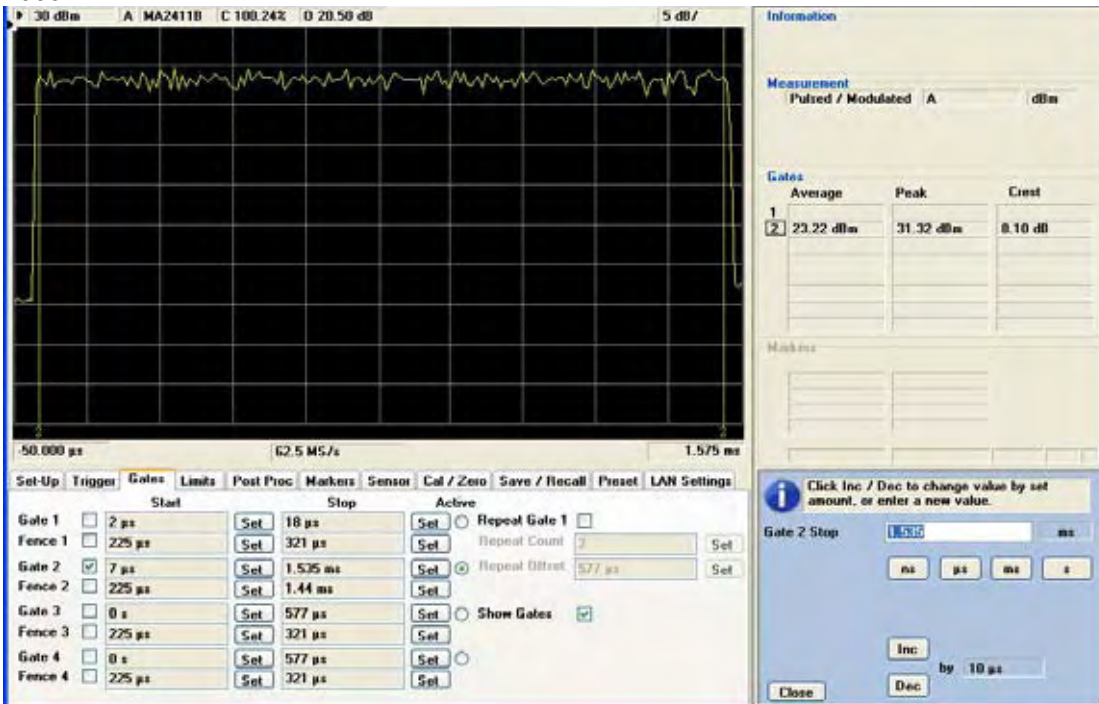 30 dBm A MA2411B C 100.24% O 20.50 dB 5 dB/
-50.000 µs 62.5 MS/s 1.575 ms
Set-Up Trigger Gates Limits Post Proc Markers Sensor Cal / Zero Save / Recall Preset LAN Settings
Start Stop Active
Gate 1 2 µs Set 18 µs Set Repeat Gate 1
Fence 1 225 µs Set 321 µs Set Repeat Count 2 Set
Gate 2 7 µs Set 1.535 ms Set Repeat Offset 577 µs Set
Fence 2 225 µs Set 1.44 ms Set
Gate 3 0 s Set 577 µs Set Show Gates
Fence 3 225 µs Set 321 µs Set
Gate 4 0 s Set 577 µs Set
Fence 4 225 µs Set 321 µs Set
Information
Measurement
Pulsed / Modulated A dBm
Gates
Average Peak Crest
1
2 23.22 dBm 31.32 dBm 8.10 dB
Markers
Click Inc / Dec to change value by set
amount, or enter a new value.
Gate 2 Stop 1.535 ms
ns µs ms s
Inc
by 10 µs
Close Dec